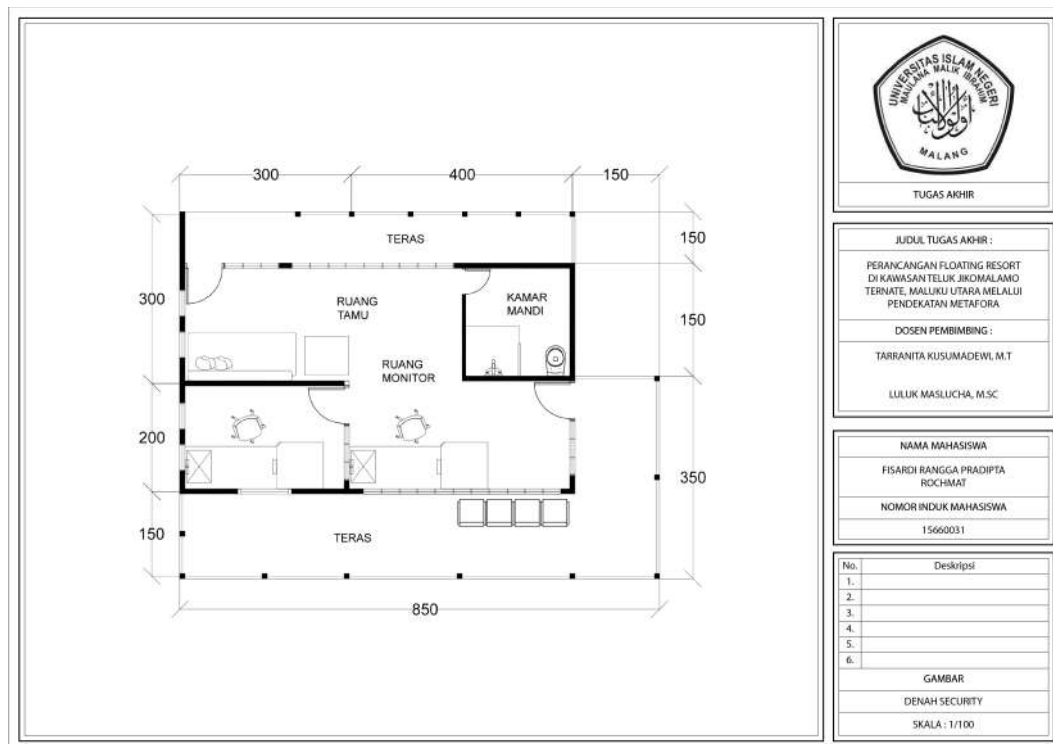 300
400
150
TERAS
150
300
RUANG
TAMU
KAMAR
MANDI
150
RUANG
MONITOR
200
350
150
TERAS
850
UNIVERSITAS ISLAM NEGERI
MAULANA MALIK IBRAHIM
MALANG
TUGAS AKHIR
JUDUL TUGAS AKHIR :
PERANCANGAN FLOATING RESORT
DI KAWASAN TELUK JIKOMALAMO
TERNATE, MALUKU UTARA MELALUI
PENDEKATAN METAFORA
DOSEN PEMBIMBING :
TARRANITA KUSUMADEWI, M.T
LULUK MASLUCHA, M.SC
NAMA MAHASISWA
FISARDI RANGGA PRADIPTA
ROCHMAT
NOMOR INDUK MAHASISWA
15660031
No. Deskripsi
1.
2.
3.
4.
5.
6.
GAMBAR
DENAH SECURITY
SKALA : 1/100